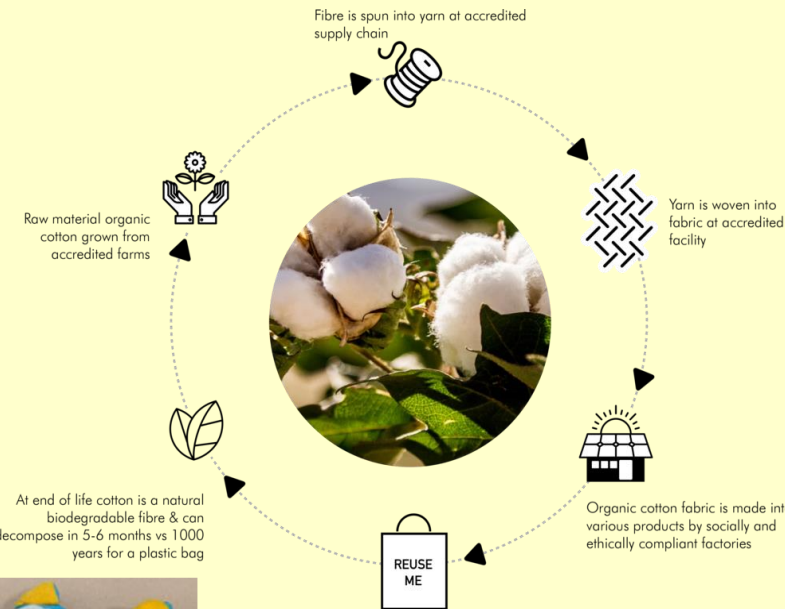 Fibre is spun into yarn at accredited
supply chain
Yarn is woven into
fabric at accredited
facility
Raw material organic
cotton grown from
accredited farms
Organic cotton fabric is made int
various products by socially and
ethically compliant factories
At end of life cotton is a natural
biodegradable fibre & can
decompose in 5-6 months vs 1000
years for a plastic bag
REUSE
ME